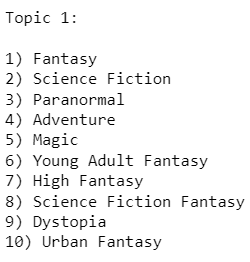 Topic 1:
1) Fantasy
2) Science Fiction
3) Paranormal
4) Adventure
5) Magic
6) Young Adult Fantasy
7) High Fantasy
8) Science Fiction Fantasy
9) Dystopia
10) Urban Fantasy